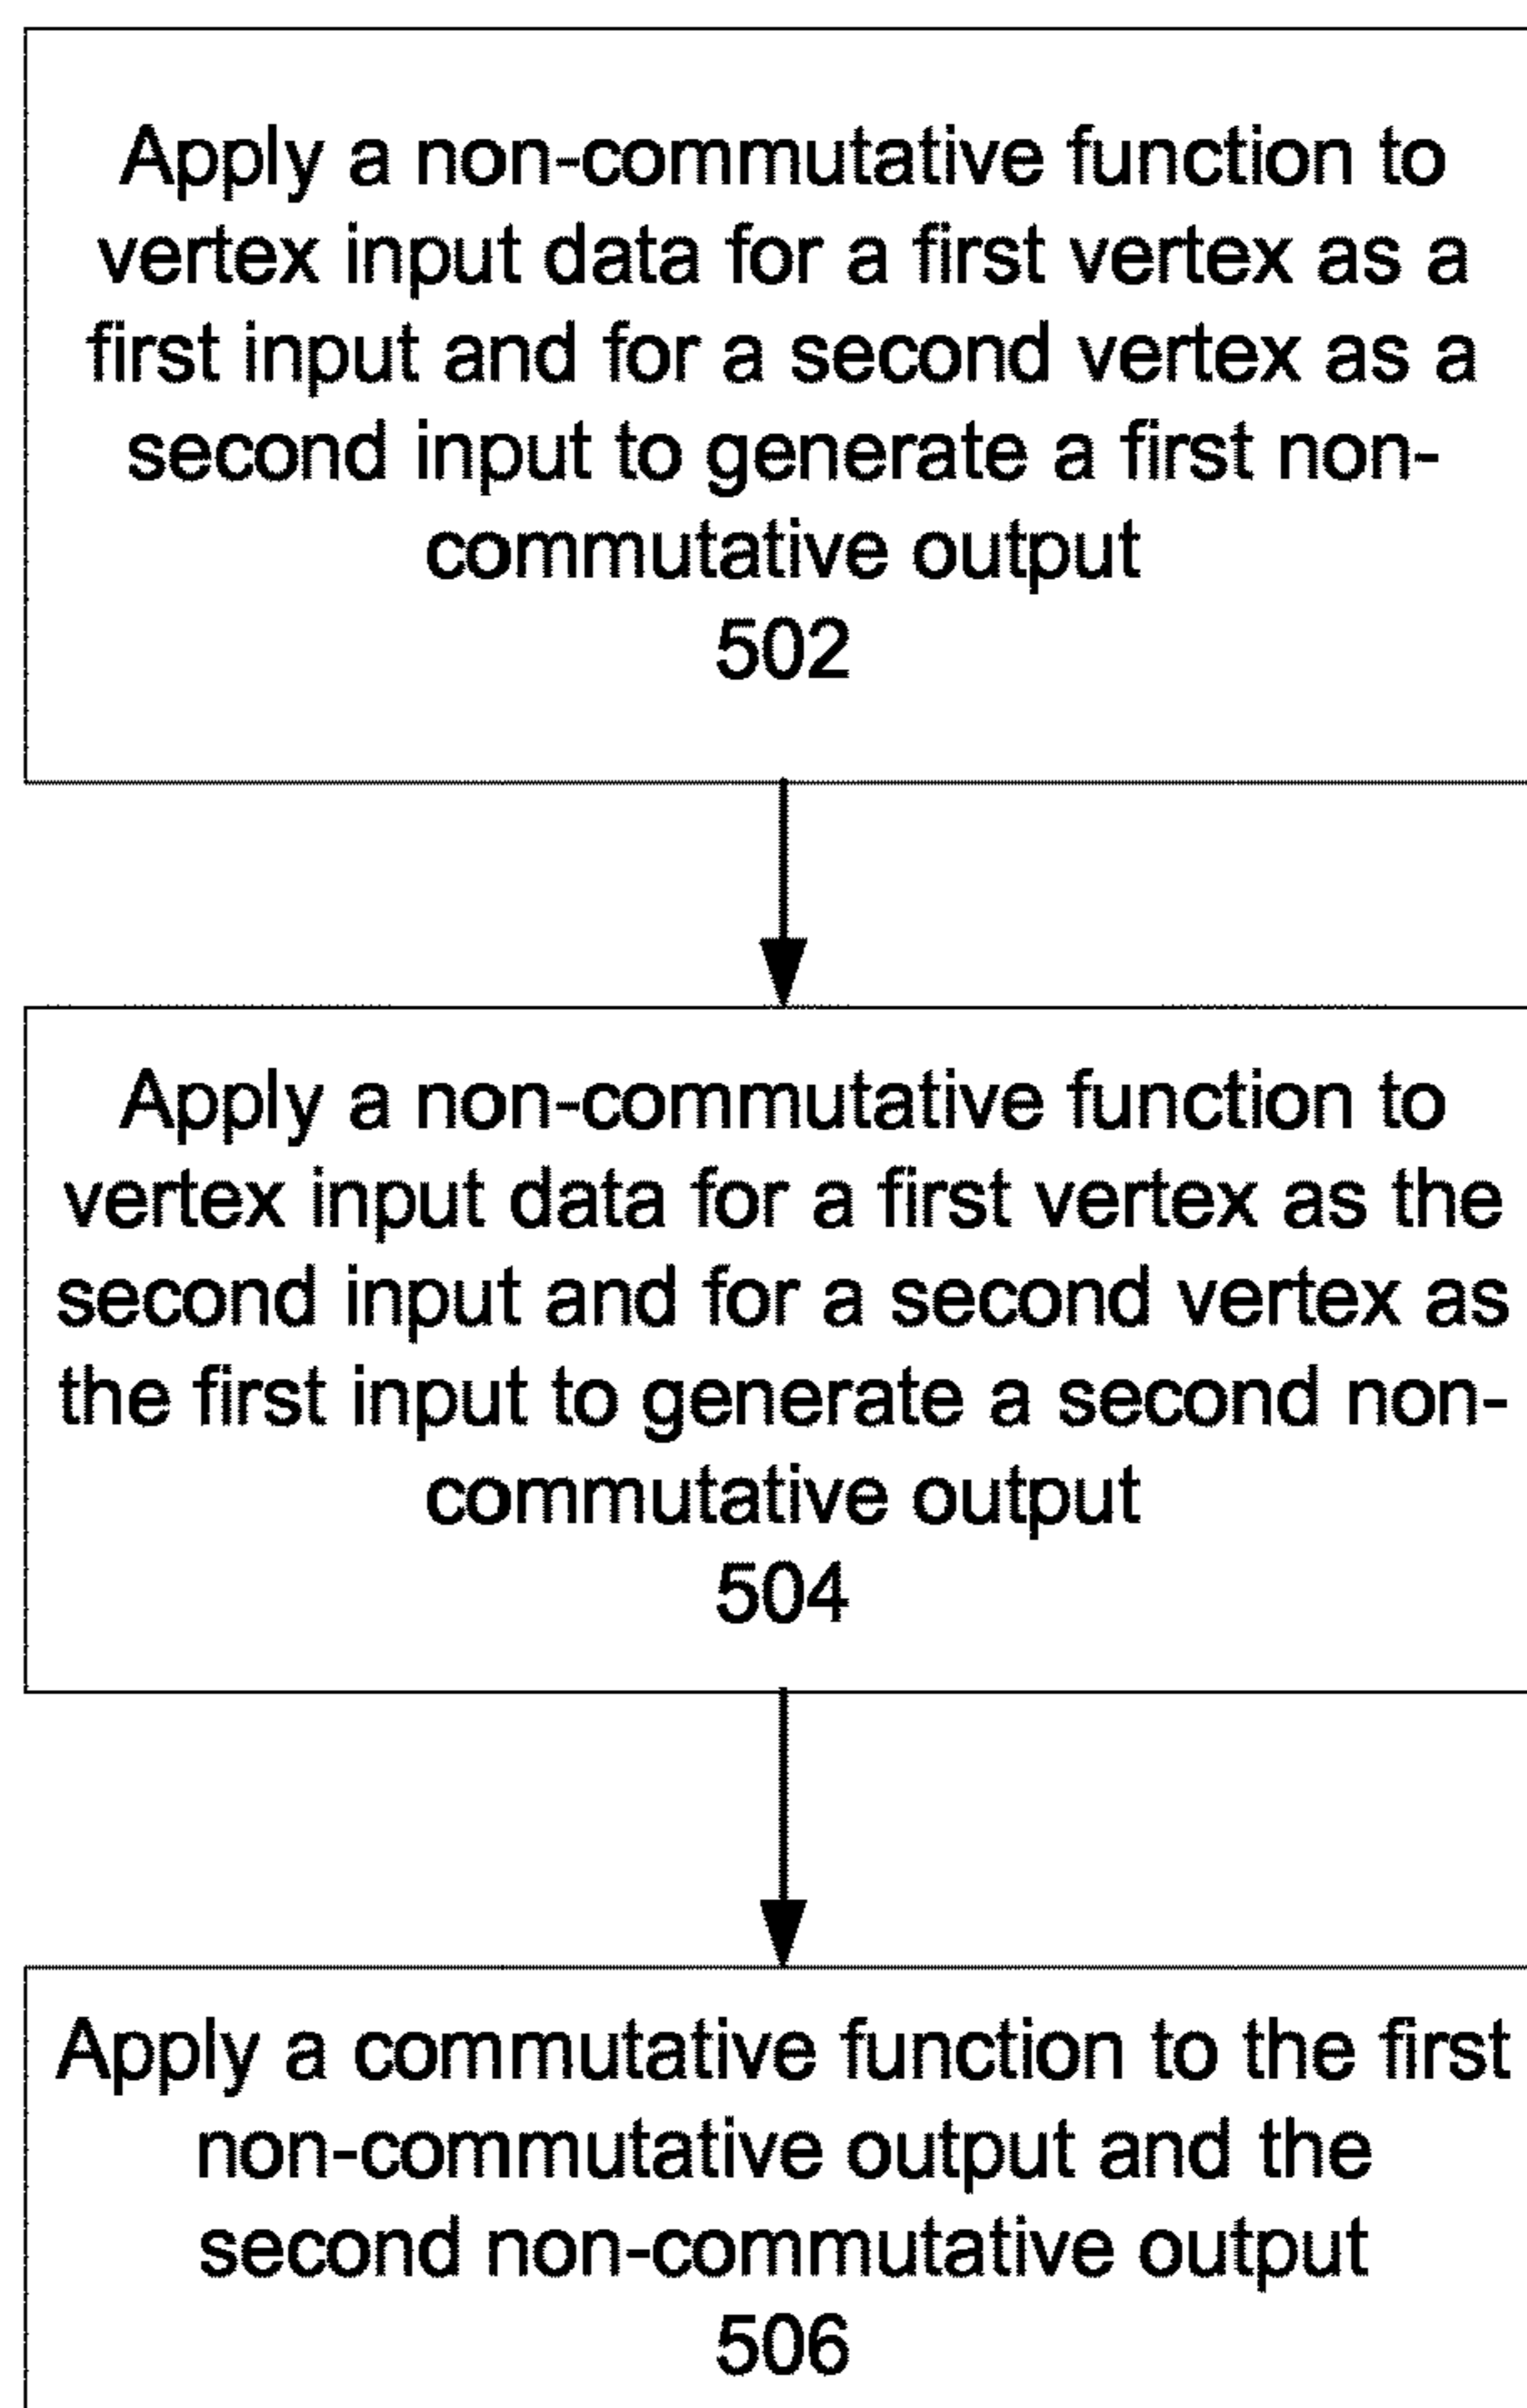 Apply a non-commutative function to
vertex input data for a first vertex as a
first input and for a second vertex as a
second input to generate a first non-
commutative output
502
Apply a non-commutative function to
vertex input data for a first vertex as the
second input and for a second vertex as
the first input to generate a second non-
commutative output
504
Apply a commutative function to the first
non-commutative output and the
second non-commutative output
506